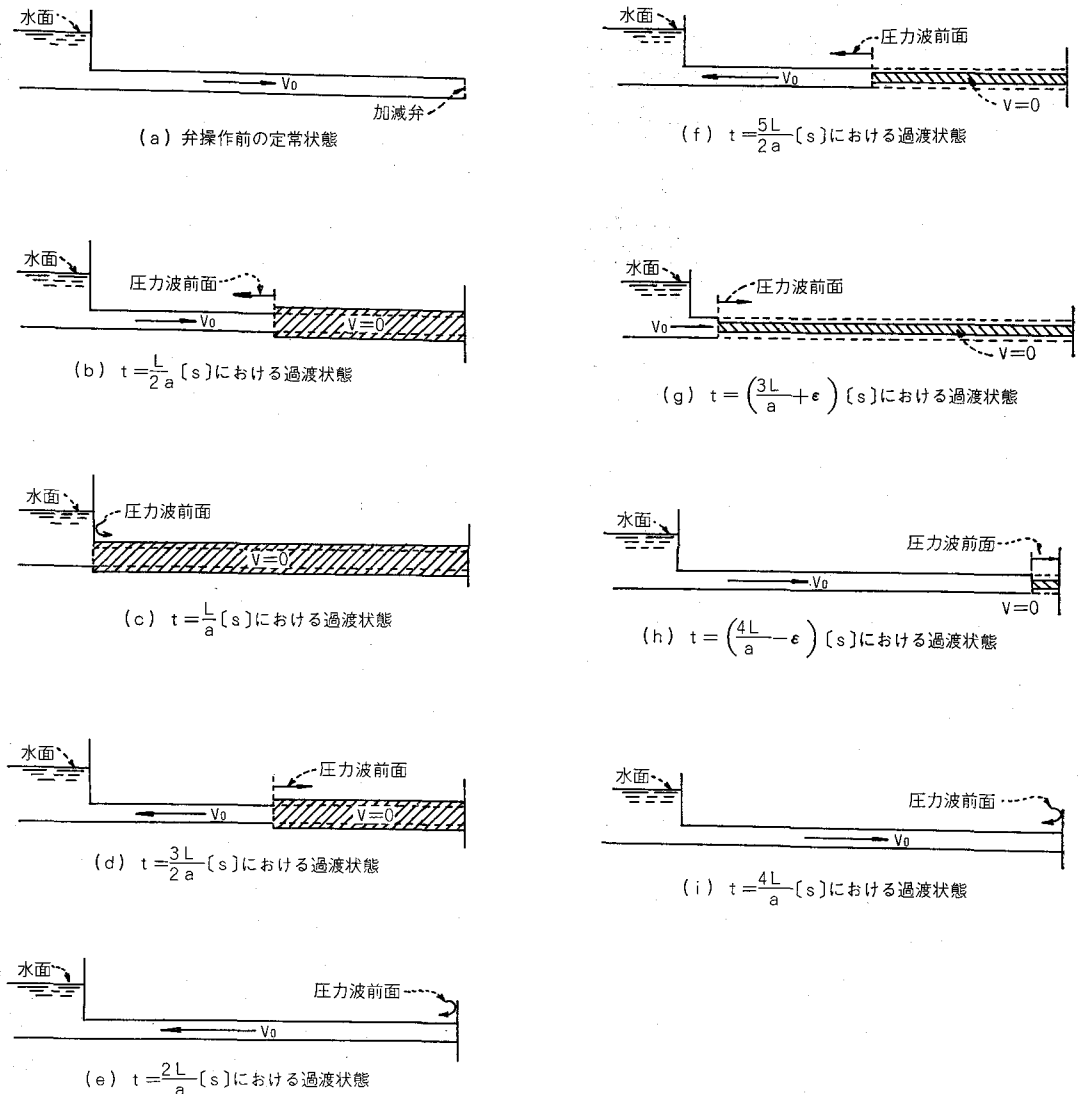 水面
V₀
加減弁
(a) 弁操作前の定常状態
水面
圧力波前面
V₀
V=0
(b) t=L/2a〔s〕における過渡状態
水面
圧力波前面
V=0
(c) t=L/a〔s〕における過渡状態
水面
圧力波前面
V₀
V=0
(d) t=3L/2a〔s〕における過渡状態
水面
圧力波前面
V₀
(e) t=2L/a〔s〕における過渡状態
水面
圧力波前面
V₀
V=0
(f) t=5L/2a〔s〕における過渡状態
水面
圧力波前面
V₀
V=0
(g) t=(3L/a+ε)〔s〕における過渡状態
水面
圧力波前面
V₀
V=0
(h) t=(4L/a−ε)〔s〕における過渡状態
水面
圧力波前面
V₀
(i) t=4L/a〔s〕における過渡状態